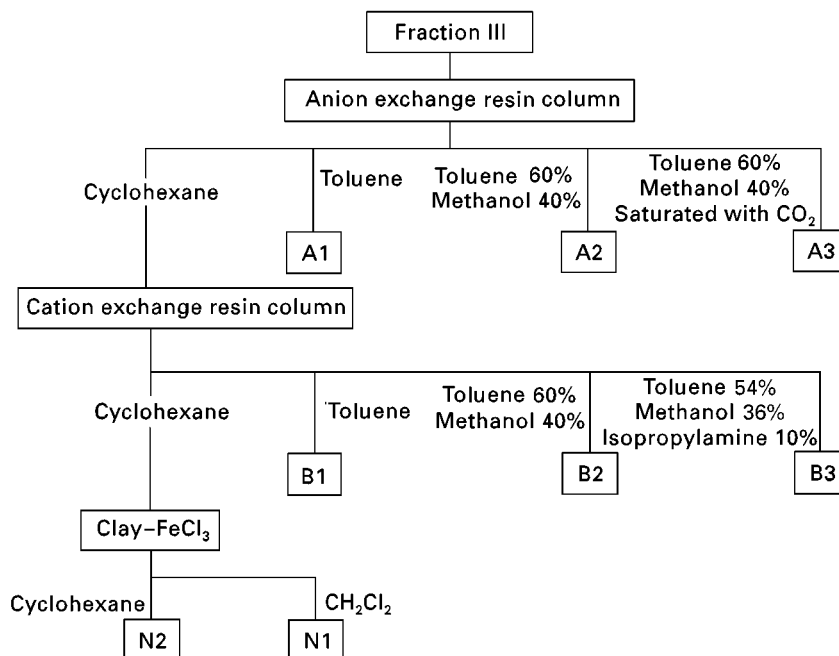 Fraction III
Anion exchange resin column
Cyclohexane
Toluene
Toluene 60%
Methanol 40%
Toluene 60%
Methanol 40%
Saturated with CO₂
A1
A2
A3
Cation exchange resin column
Cyclohexane
Toluene
Toluene 60%
Methanol 40%
Toluene 54%
Methanol 36%
Isopropylamine 10%
B1
B2
B3
Clay–FeCl₃
Cyclohexane
CH₂Cl₂
N2
N1